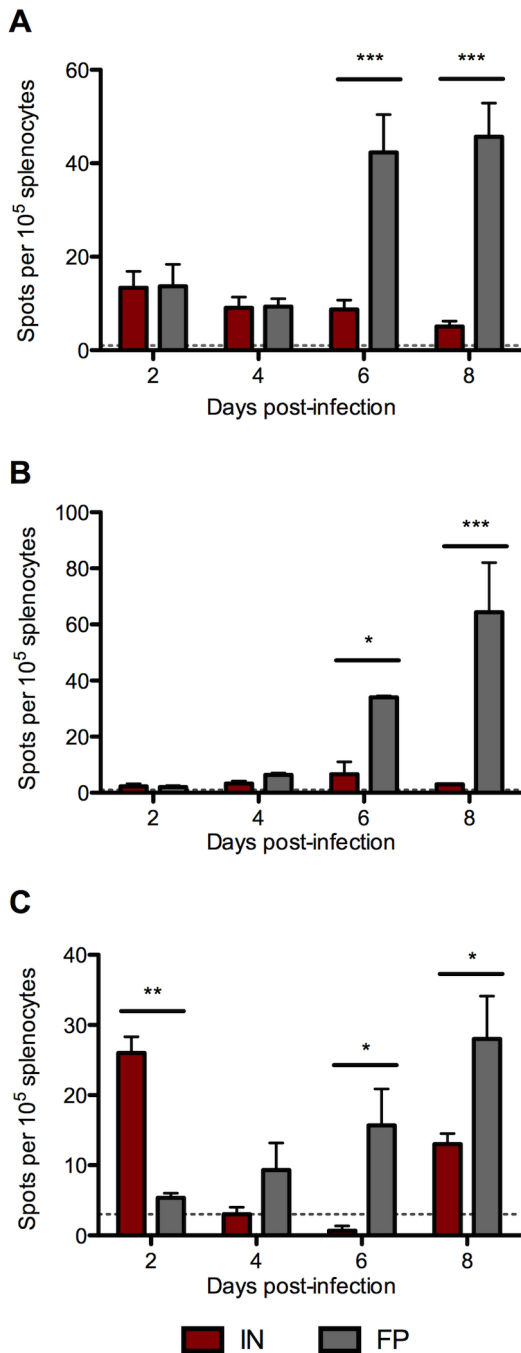 A
Spots per 10⁵ splenocytes
60
40
20
0
***
***
2 4 6 8
Days post-infection
B
Spots per 10⁵ splenocytes
100
80
60
40
20
0
*
***
2 4 6 8
Days post-infection
C
Spots per 10⁵ splenocytes
40
30
20
10
0
**
*
*
2 4 6 8
Days post-infection
IN FP